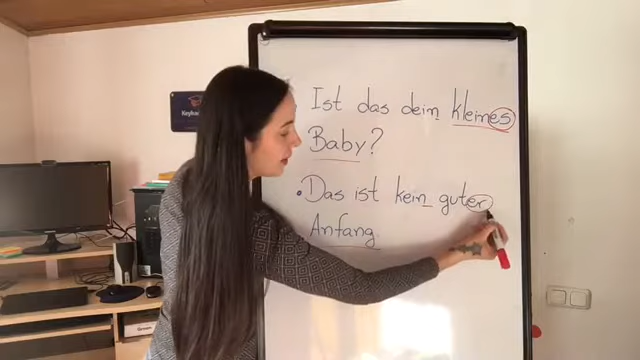 Ist das dein kleines
Baby?
• Das ist kein guter
Anfang